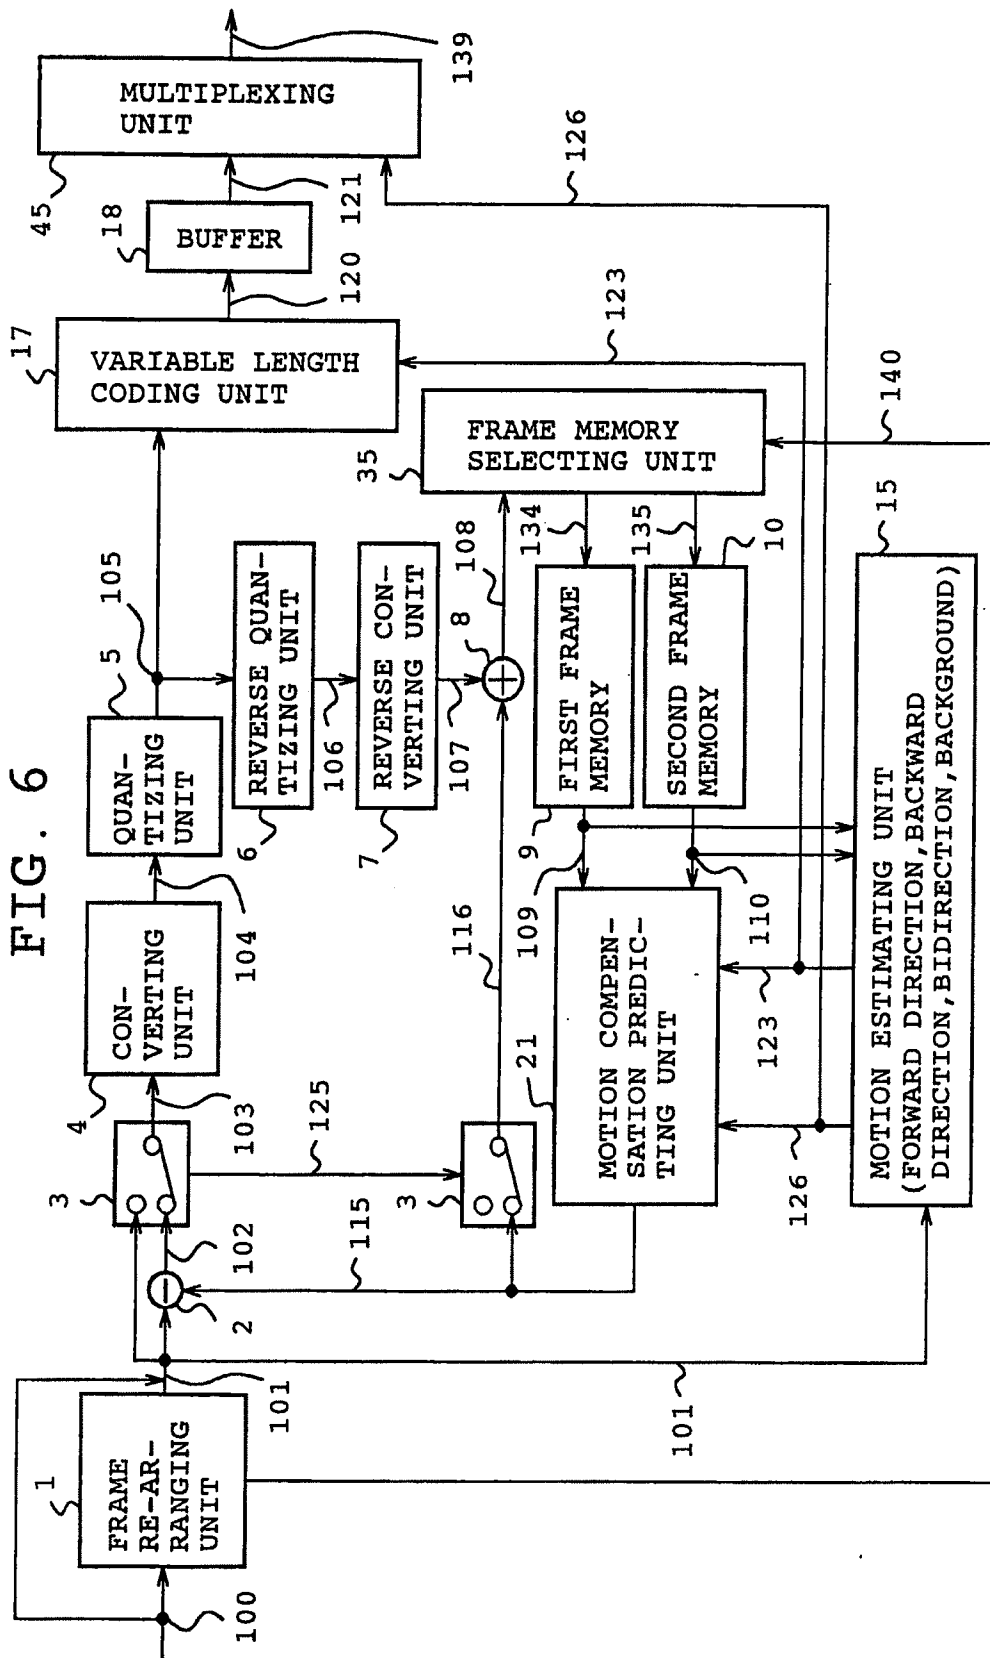 FIG. 6
100
1
FRAME
RE-AR-
RANGING
UNIT
101
101
2
102
115
3
3
103
125
4
CON-
VERTING
UNIT
104
116
5
QUAN-
TIZING
UNIT
105
6
REVERSE QUAN-
TIZING UNIT
106
7
REVERSE CON-
VERTING UNIT
107
8
108
17
VARIABLE LENGTH
CODING UNIT
120
18
BUFFER
121
45
MULTIPLEXING
UNIT
139
126
123
35
FRAME MEMORY
SELECTING UNIT
134
135
140
9
FIRST FRAME
MEMORY
10
SECOND FRAME
MEMORY
109
110
21
MOTION COMPEN-
SATION PREDIC-
TING UNIT
123
126
15
MOTION ESTIMATING UNIT
(FORWARD DIRECTION,BACKWARD
DIRECTION,BIDIRECTION,BACKGROUND)